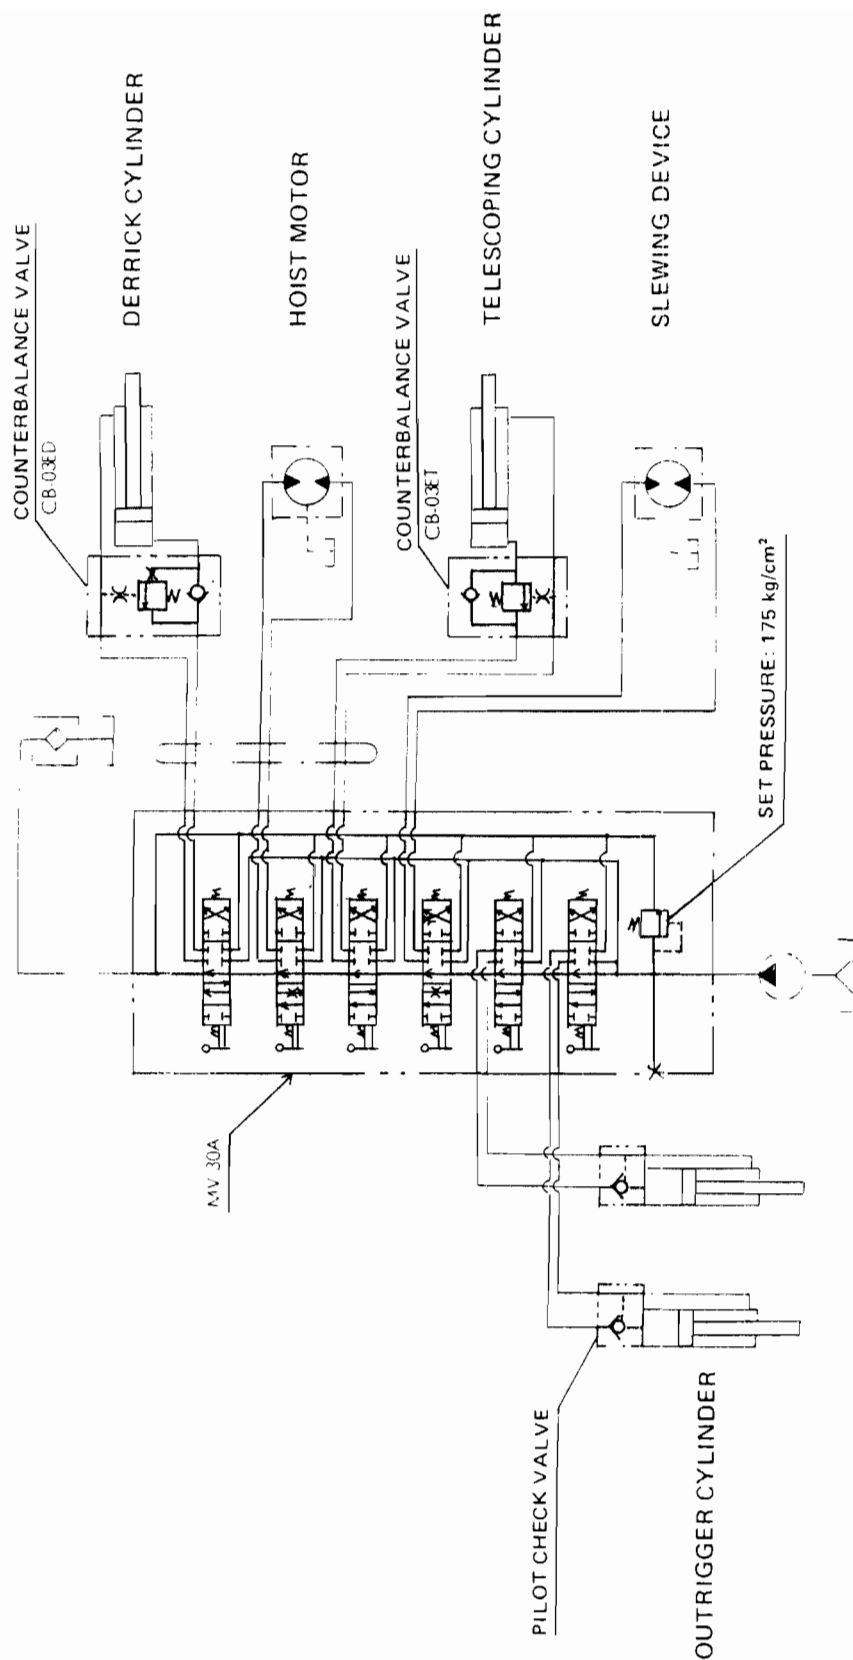 COUNTERBALANCE VALVE
CB-03ED
DERRICK CYLINDER
HOIST MOTOR
COUNTERBALANCE VALVE
CB-03ET
TELESCOPING CYLINDER
SLEWING DEVICE
SET PRESSURE: 175 kg/cm²
MV 30A
PILOT CHECK VALVE
OUTRIGGER CYLINDER